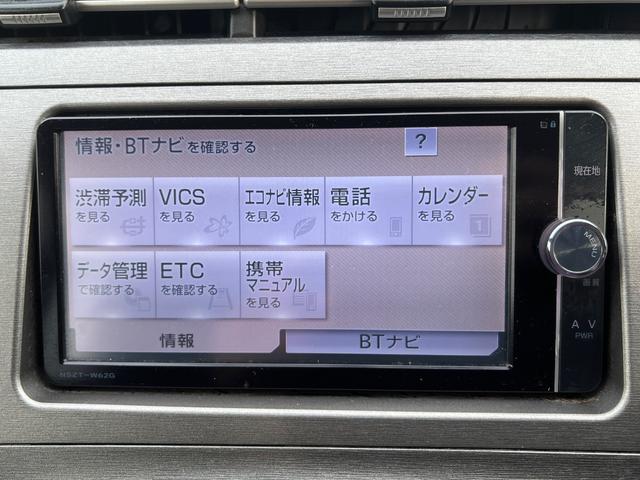 情報・BTナビを確認する
?
現在地
渋滞予測
を見る
VICS
を見る
エコナビ情報
を見る
電話
をかける
カレンダー
を見る
1
MENU
データ管理
で確認する
ETC
を確認する
携帯
マニュアル
を見る
画質
AV
PWR
情報
BTナビ
NSZT-W62G